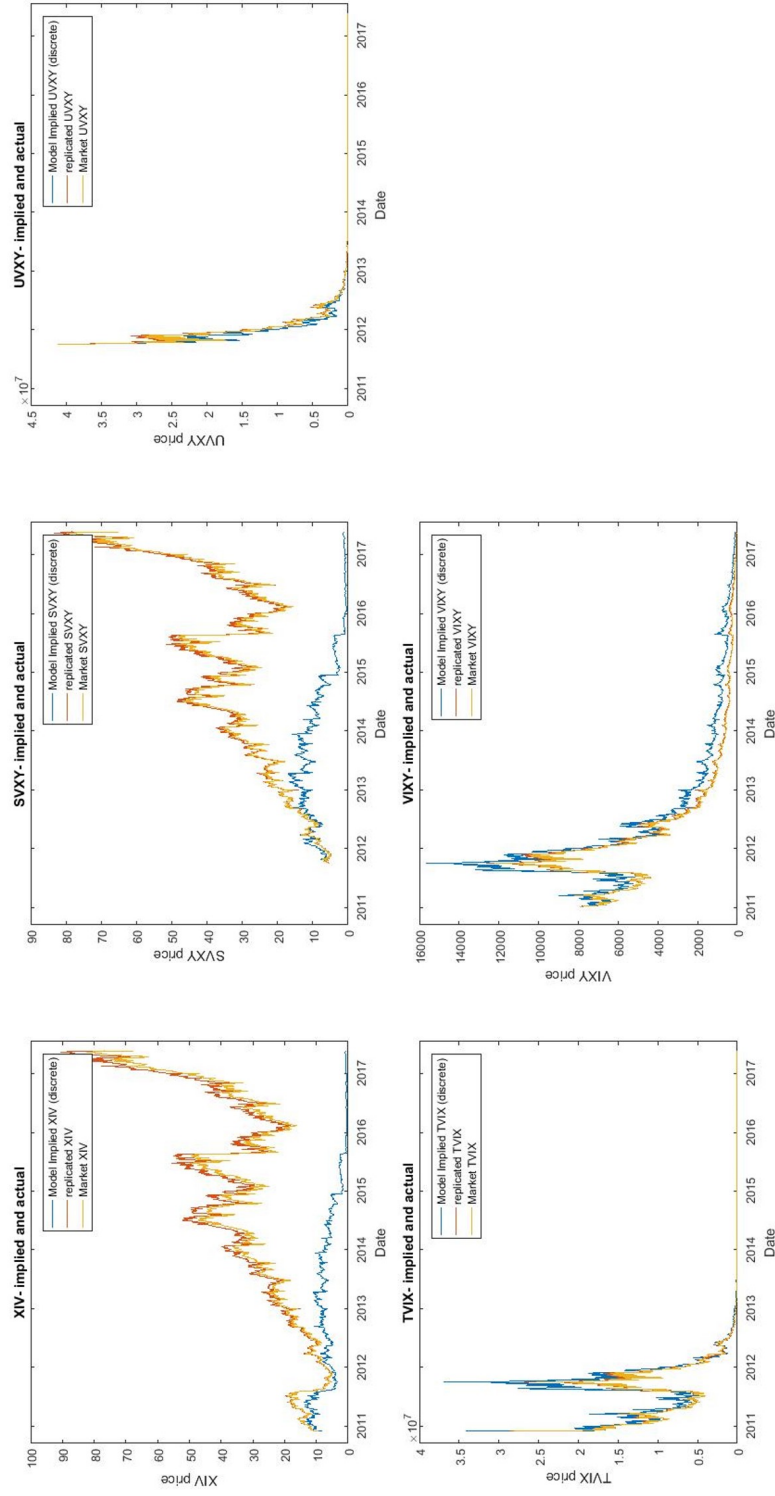 XIV- implied and actual
100
90
80
70
60
50
40
30
20
10
0
XIV price
Model Implied XIV (discrete)
replicated XIV
Market XIV
2011
2012
2013
2014
2015
2016
2017
Date
SVXY- implied and actual
90
80
70
60
50
40
30
20
10
0
SVXY price
Model Implied SVXY (discrete)
replicated SVXY
Market SVXY
2011
2012
2013
2014
2015
2016
2017
Date
UVXY- implied and actual
×10 7
4.5
4
3.5
3
2.5
2
1.5
1
0.5
0
UVXY price
Model Implied UVXY (discrete)
replicated UVXY
Market UVXY
2011
2012
2013
2014
2015
2016
2017
Date
TVIX- implied and actual
×10 7
4
3.5
3
2.5
2
1.5
1
0.5
0
TVIX price
Model Implied TVIX (discrete)
replicated TVIX
Market TVIX
2011
2012
2013
2014
2015
2016
2017
Date
VIXY- implied and actual
16000
14000
12000
10000
8000
6000
4000
2000
0
VIXY price
Model Implied VIXY (discrete)
replicated VIXY
Market VIXY
2011
2012
2013
2014
2015
2016
2017
Date